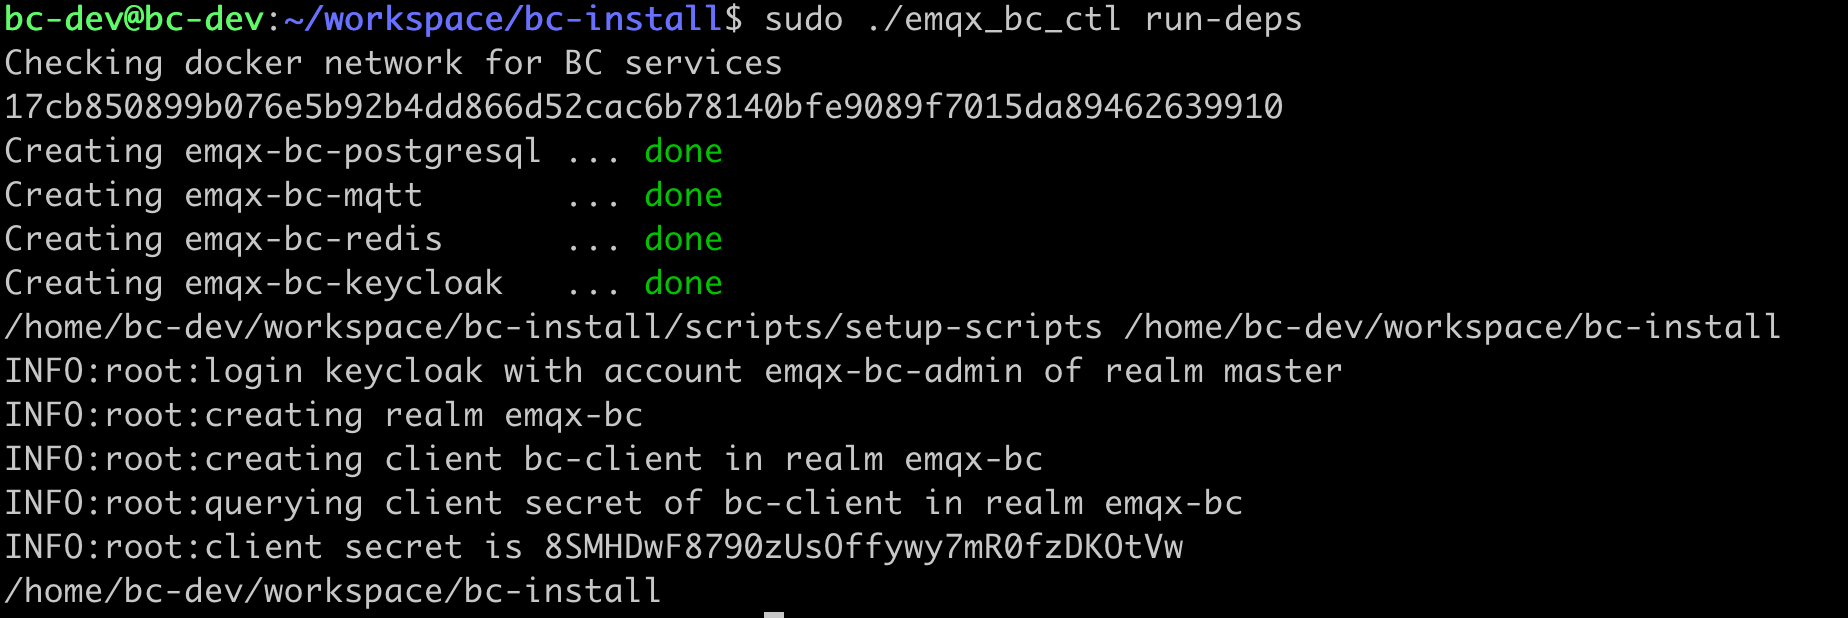 bc-dev@bc-dev:~/workspace/bc-install$ sudo ./emqx_bc_ctl run-deps
Checking docker network for BC services
17cb850899b076e5b92b4dd866d52cac6b78140bfe9089f7015da89462639910
Creating emqx-bc-postgresql ... done
Creating emqx-bc-mqtt       ... done
Creating emqx-bc-redis      ... done
Creating emqx-bc-keycloak   ... done
/home/bc-dev/workspace/bc-install/scripts/setup-scripts /home/bc-dev/workspace/bc-install
INFO:root:login keycloak with account emqx-bc-admin of realm master
INFO:root:creating realm emqx-bc
INFO:root:creating client bc-client in realm emqx-bc
INFO:root:querying client secret of bc-client in realm emqx-bc
INFO:root:client secret is 8SMHDwF8790zUsOffywy7mR0fzDKOtVw
/home/bc-dev/workspace/bc-install